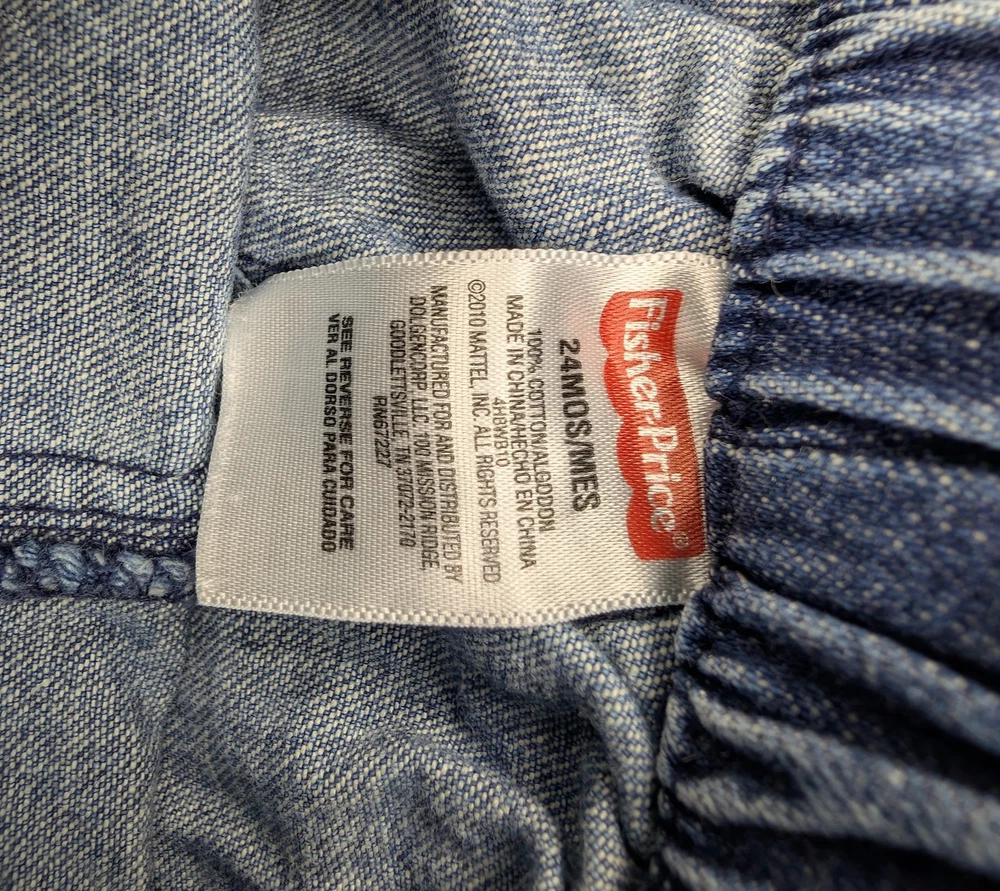 Fisher-Price®
24MOS/MES
100% COTTON/ALGODON
4HBWB10
MADE IN CHINA/HECHO EN CHINA
©2010 MATTEL, INC. ALL RIGHTS RESERVED
MANUFACTURED FOR AND DISTRIBUTED BY
DOLGENCORP, LLC. 100 MISSION RIDGE,
GOODLETTSVILLE TN 37072-2170
RN67227
SEE REVERSE FOR CARE
VER AL DORSO PARA CUIDADO